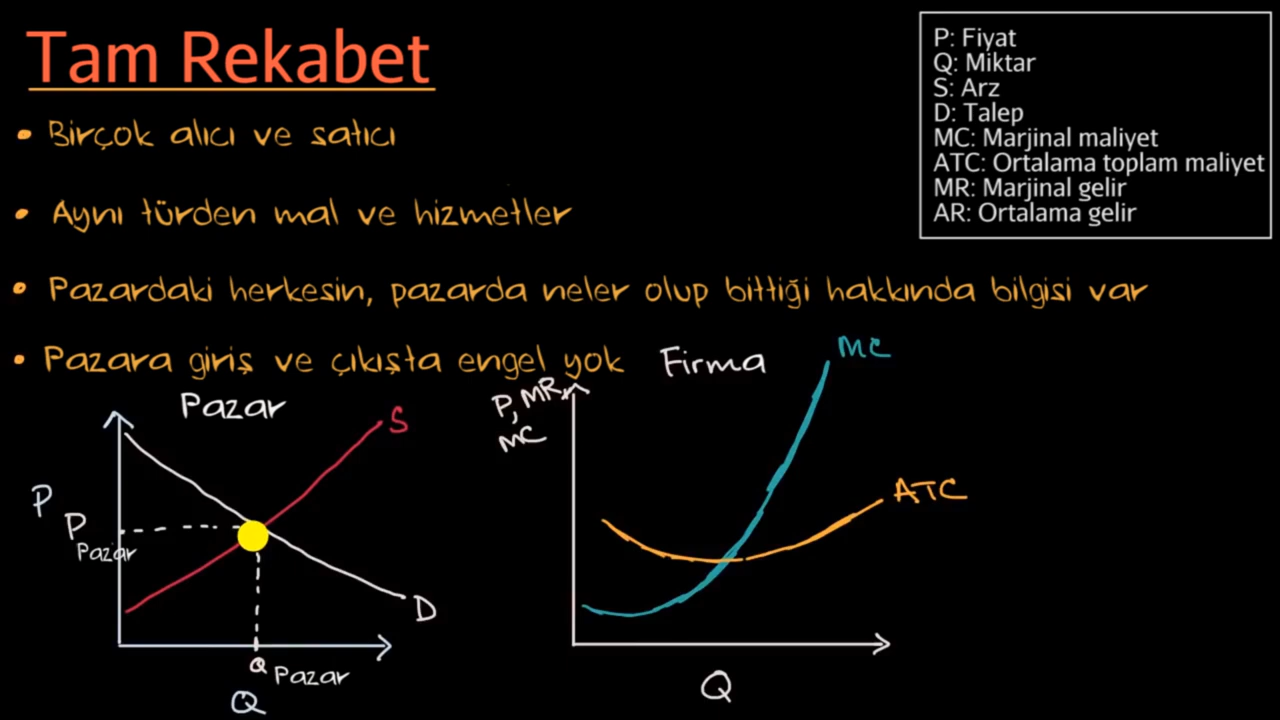 Tam Rekabet
P: Fiyat
Q: Miktar
S: Arz
D: Talep
MC: Marjinal maliyet
ATC: Ortalama toplam maliyet
MR: Marjinal gelir
AR: Ortalama gelir
• Birçok alıcı ve satıcı
• Aynı türden mal ve hizmetler
• Pazardaki herkesin, pazarda neler olup bittiği hakkında bilgisi var
• Pazara giriş ve çıkışta engel yok
Pazar
S
P
P Pazar
D
Q Pazar
Q
Firma
P, MR,
MC
MC
ATC
Q